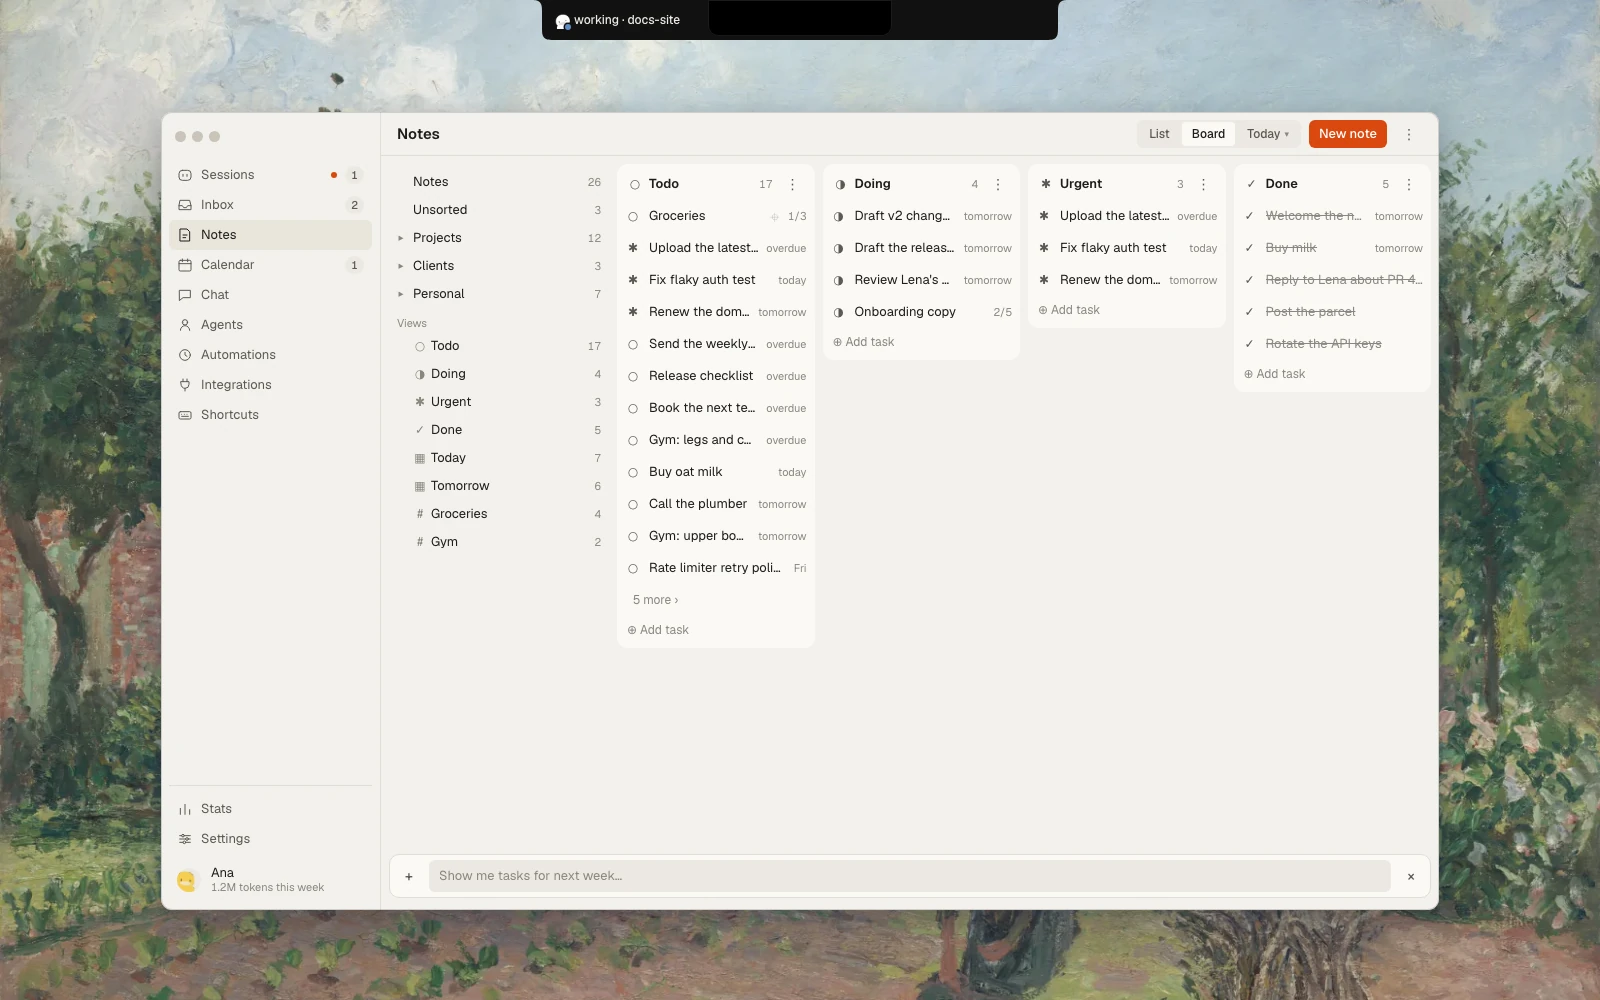 working · docs-site
Sessions 1
Inbox 2
Notes
Calendar 1
Chat
Agents
Automations
Integrations
Shortcuts
Stats
Settings
Ana
1.2M tokens this week
Notes
List Board Today New note
Notes 26
Unsorted 3
Projects 12
Clients 3
Personal 7
Views
Todo 17
Doing 4
Urgent 3
Done 5
Today 7
Tomorrow 6
# Groceries 4
# Gym 2
Todo 17
Groceries 1/3
Upload the latest... overdue
Fix flaky auth test today
Renew the dom... tomorrow
Send the weekly... overdue
Release checklist overdue
Book the next te... overdue
Gym: legs and c... overdue
Buy oat milk today
Call the plumber tomorrow
Gym: upper bo... tomorrow
Rate limiter retry poli... Fri
5 more ›
⊕ Add task
Doing 4
Draft v2 chang... tomorrow
Draft the releas... tomorrow
Review Lena's ... tomorrow
Onboarding copy 2/5
⊕ Add task
Urgent 3
Upload the latest... overdue
Fix flaky auth test today
Renew the dom... tomorrow
⊕ Add task
Done 5
Welcome the n... tomorrow
Buy milk tomorrow
Reply to Lena about PR 4...
Post the parcel
Rotate the API keys
⊕ Add task
+ Show me tasks for next week... ×